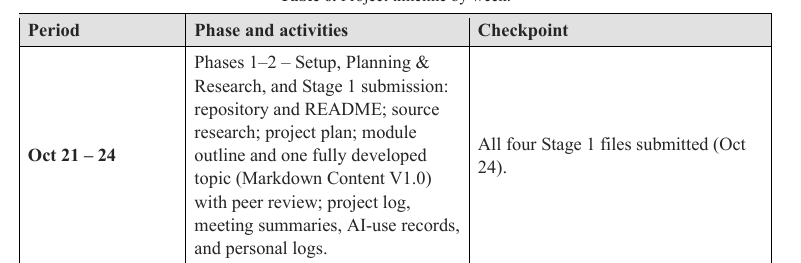 Period
Phase and activities
Checkpoint
Phases 1–2 – Setup, Planning &
Research, and Stage 1 submission:
repository and README; source
research; project plan; module
outline and one fully developed
topic (Markdown Content V1.0)
with peer review; project log,
meeting summaries, AI-use records,
and personal logs.
Oct 21 – 24
All four Stage 1 files submitted (Oct
24).